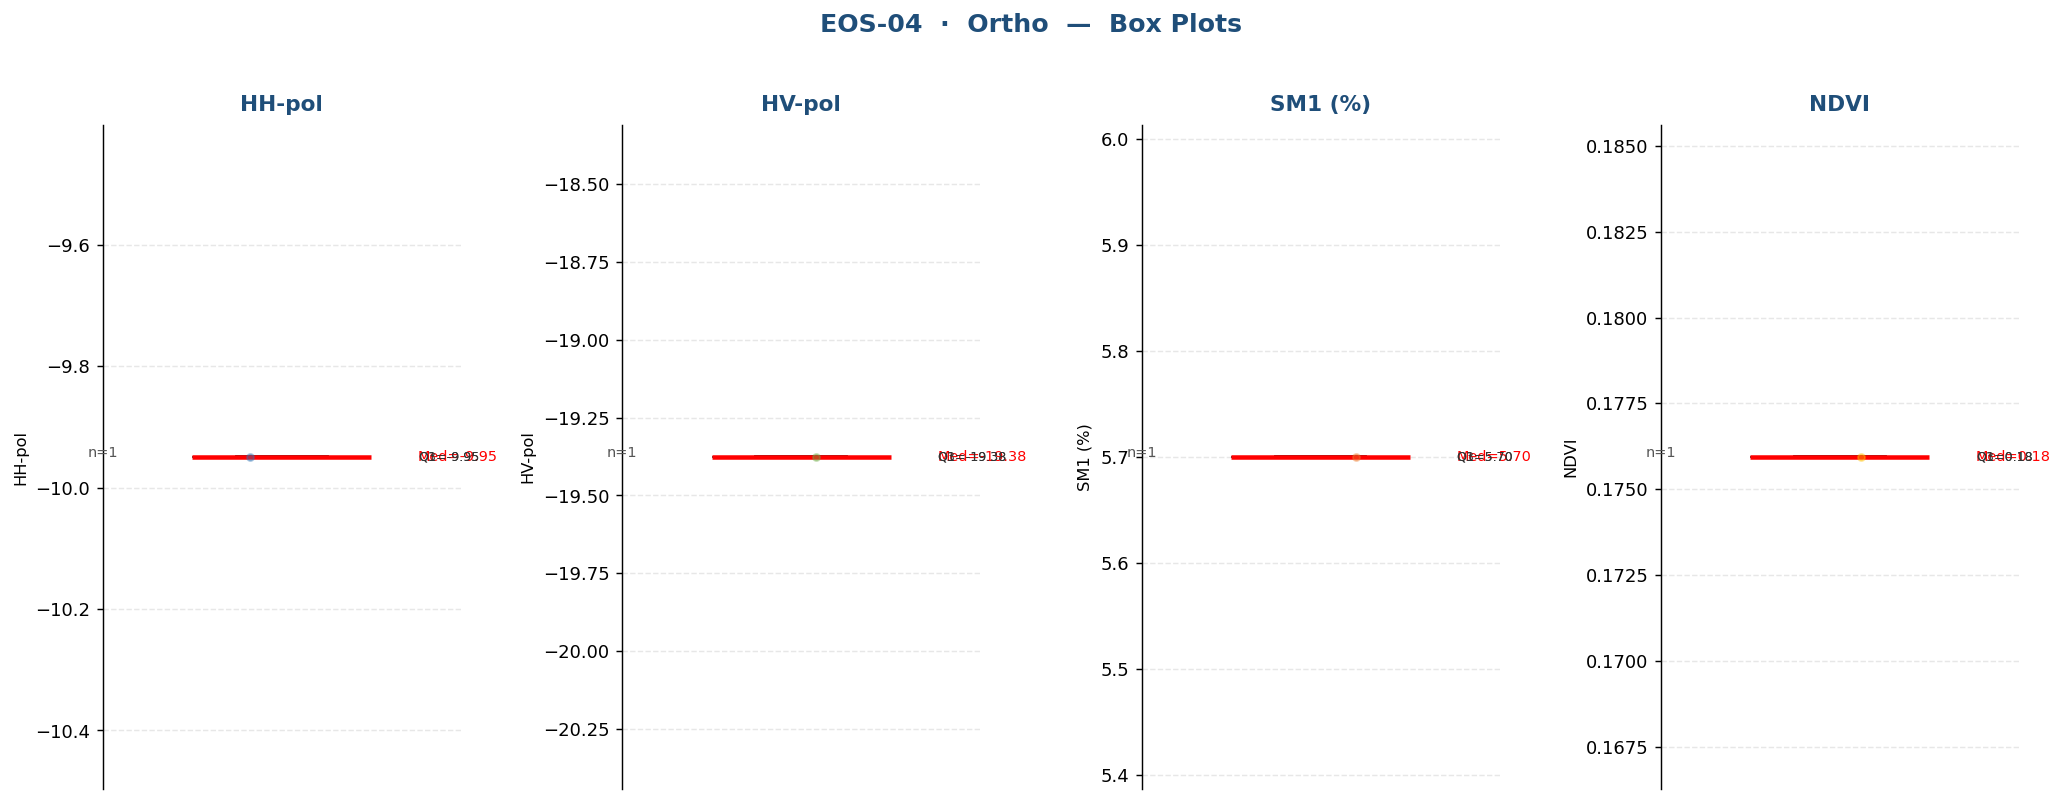 EOS-04 · Ortho — Box Plots
HH-pol
HH-pol
−9.6
−9.8
−10.0
−10.2
−10.4
n=1
HV-pol
HV-pol
−18.50
−18.75
−19.00
−19.25
−19.50
−19.75
−20.00
−20.25
n=1
SM1 (%)
SM1 (%)
6.0
5.9
5.8
5.7
5.6
5.5
5.4
n=1
NDVI
NDVI
0.1850
0.1825
0.1800
0.1775
0.1750
0.1725
0.1700
0.1675
n=1